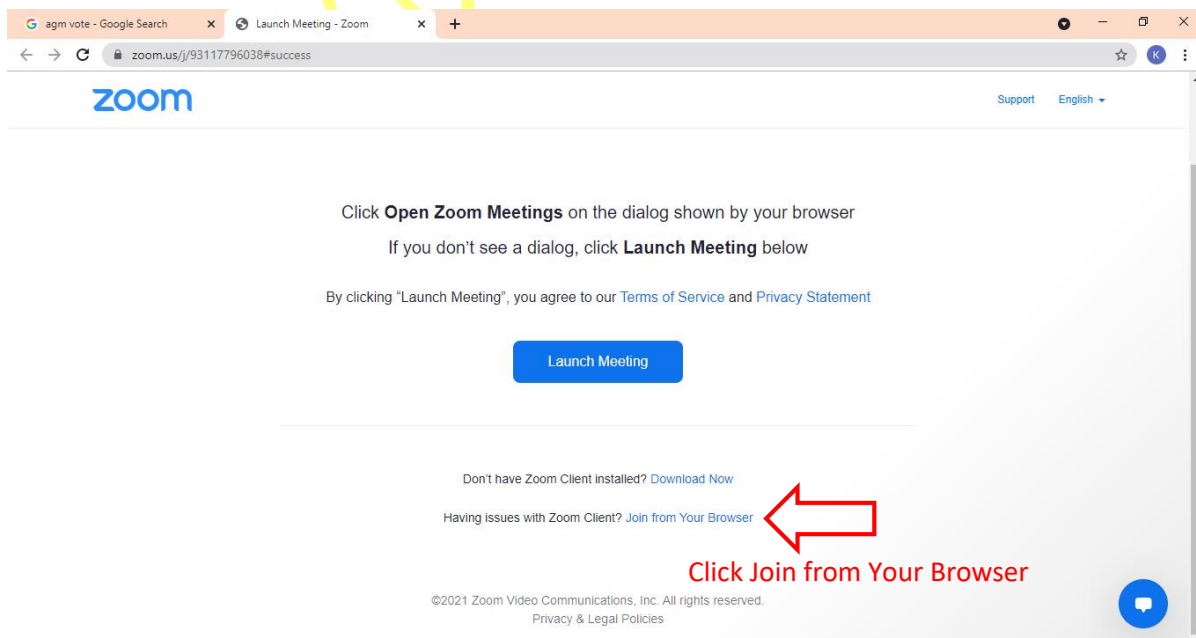 G agm vote - Google Search
Launch Meeting - Zoom
zoom.us/j/93117796038#success
K
zoom
Support English
Click Open Zoom Meetings on the dialog shown by your browser
If you don't see a dialog, click Launch Meeting below
By clicking “Launch Meeting”, you agree to our Terms of Service and Privacy Statement
Launch Meeting
Don't have Zoom Client installed? Download Now
Having issues with Zoom Client? Join from Your Browser
Click Join from Your Browser
©2021 Zoom Video Communications, Inc. All rights reserved.
Privacy & Legal Policies